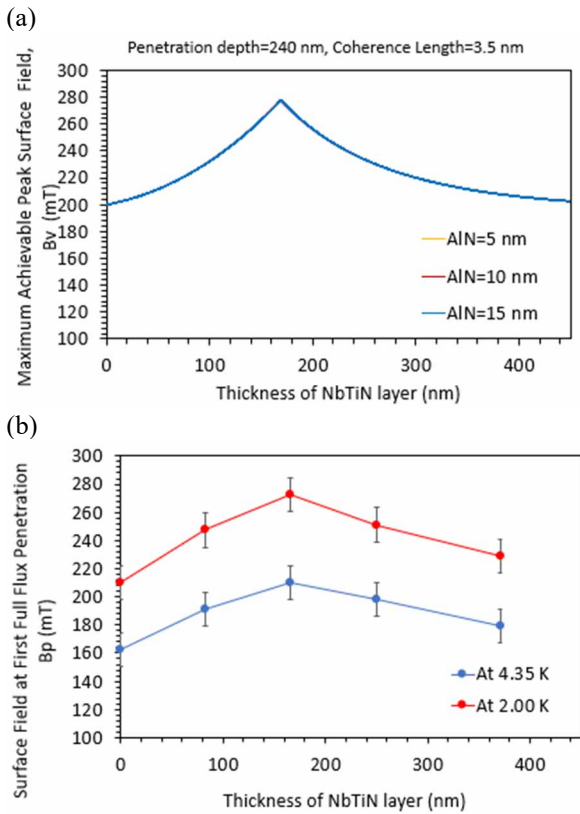 (a)
Penetration depth=240 nm, Coherence Length=3.5 nm
Maximum Achievable Peak Surface Field,
Bv (mT)
300
280
260
240
220
200
180
160
140
120
100
AlN=5 nm
AlN=10 nm
AlN=15 nm
0
100
200
300
400
Thickness of NbTiN layer (nm)
(b)
Surface Field at First Full Flux Penetration
Bp (mT)
300
280
260
240
220
200
180
160
140
120
100
At 4.35 K
At 2.00 K
0
100
200
300
400
Thickness of NbTiN layer (nm)